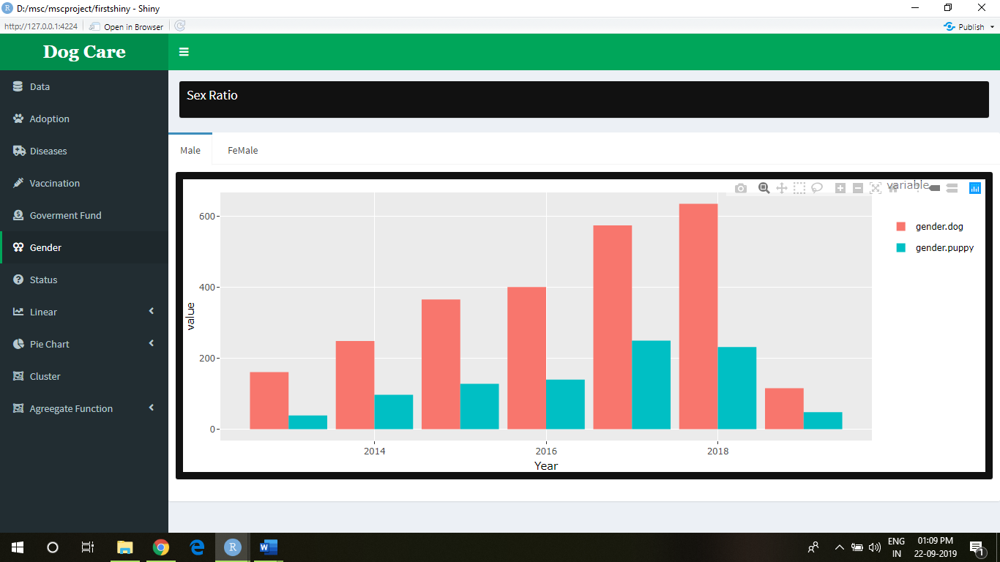 D:/msc/mscproject/firstshiny - Shiny
http://127.0.0.1:4224 Open in Browser Publish
Dog Care
Data
Adoption
Diseases
Vaccination
Goverment Fund
Gender
Status
Linear
Pie Chart
Cluster
Agreegate Function
Sex Ratio
Male FeMale
variable
gender.dog
gender.puppy
value
600
400
200
0
2014 2016 2018
Year
ENG
IN
01:09 PM
22-09-2019
1